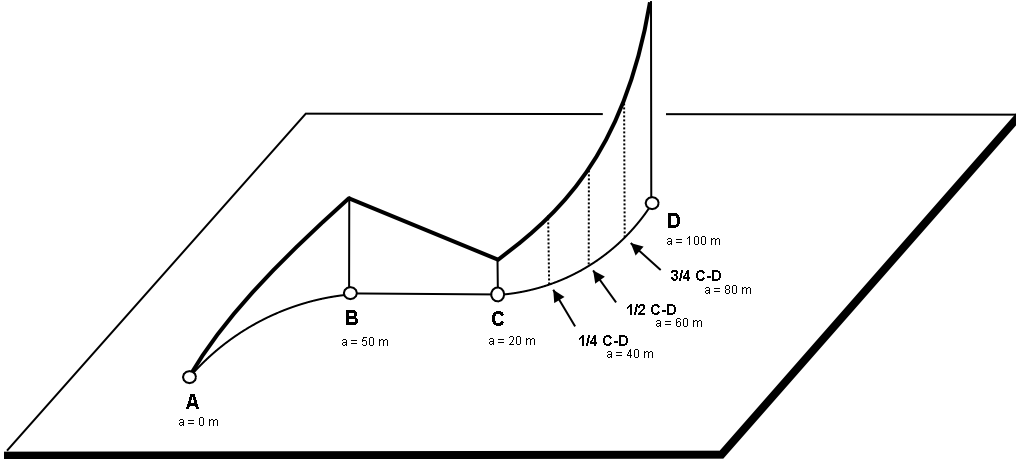 D
a = 100 m
3/4 C-D
a = 80 m
1/2 C-D
a = 60 m
B
C
a = 50 m
a = 20 m
1/4 C-D
a = 40 m
A
a = 0 m